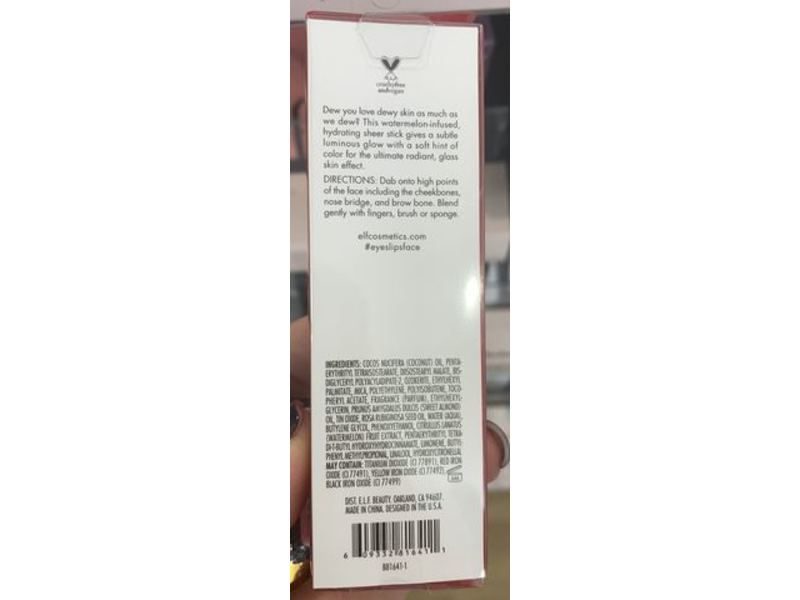 crueltyfree
andvegan
Dew you love dewy skin as much as
we dew? This watermelon-infused,
hydrating sheer stick gives a subtle
luminous glow with a soft hint of
color for the ultimate radiant, glass
skin effect.
DIRECTIONS: Dab onto high points
of the face including the cheekbones,
nose bridge, and brow bone. Blend
gently with fingers, brush or sponge.
elfcosmetics.com
#eyeslipsface
INGREDIENTS: COCOS NUCIFERA (COCONUT) OIL, PENTA-
ERYTHRITYL TETRAISOSTEARATE, DIISOSTEARYL MALATE, BIS-
DIGLYCERYL POLYACYLADIPATE-2, OZOKERITE, ETHYLHEXYL
PALMITATE, MICA, POLYETHYLENE, POLYISOBUTENE, TOCO-
PHERYL ACETATE, FRAGRANCE (PARFUM), ETHYLHEXYL-
GLYCERIN, PRUNUS AMYGDALUS DULCIS (SWEET ALMOND)
OIL, TIN OXIDE, ROSA RUBIGINOSA SEED OIL, WATER (AQUA),
BUTYLENE GLYCOL, PHENOXYETHANOL, CITRULLUS LANATUS
(WATERMELON) FRUIT EXTRACT, PENTAERYTHRITYL TETRA-
DI-T-BUTYL HYDROXYHYDROCINNAMATE, LIMONENE, BUTYL-
PHENYL METHYLPROPIONAL, LINALOOL, HYDROXYCITRONELLAL
MAY CONTAIN: TITANIUM DIOXIDE (CI 77891), RED IRON
OXIDE (CI 77491), YELLOW IRON OXIDE (CI 77492),
BLACK IRON OXIDE (CI 77499)
DIST. E.L.F. BEAUTY. OAKLAND, CA 94607.
MADE IN CHINA. DESIGNED IN THE U.S.A.
6 09332 81641 1
B81641-1